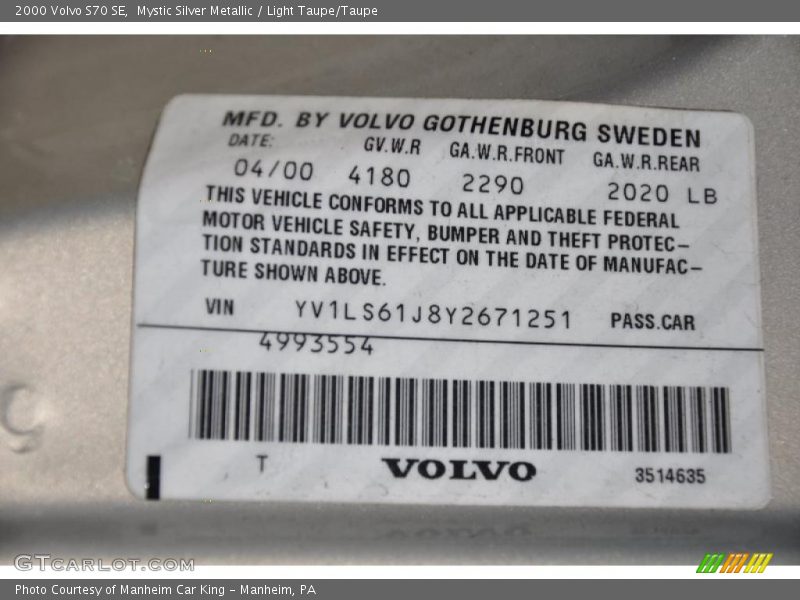 2000 Volvo S70 SE,  Mystic Silver Metallic / Light Taupe/Taupe
MFD. BY VOLVO GOTHENBURG SWEDEN
DATE: GV.W.R GA.W.R.FRONT GA.W.R.REAR
04/00 4180 2290 2020 LB
THIS VEHICLE CONFORMS TO ALL APPLICABLE FEDERAL
MOTOR VEHICLE SAFETY, BUMPER AND THEFT PROTEC-
TION STANDARDS IN EFFECT ON THE DATE OF MANUFAC-
TURE SHOWN ABOVE.
VIN YV1LS61J8Y2671251 PASS.CAR
4993554
T VOLVO 3514635
GTCARLOT.COM
Photo Courtesy of Manheim Car King - Manheim, PA